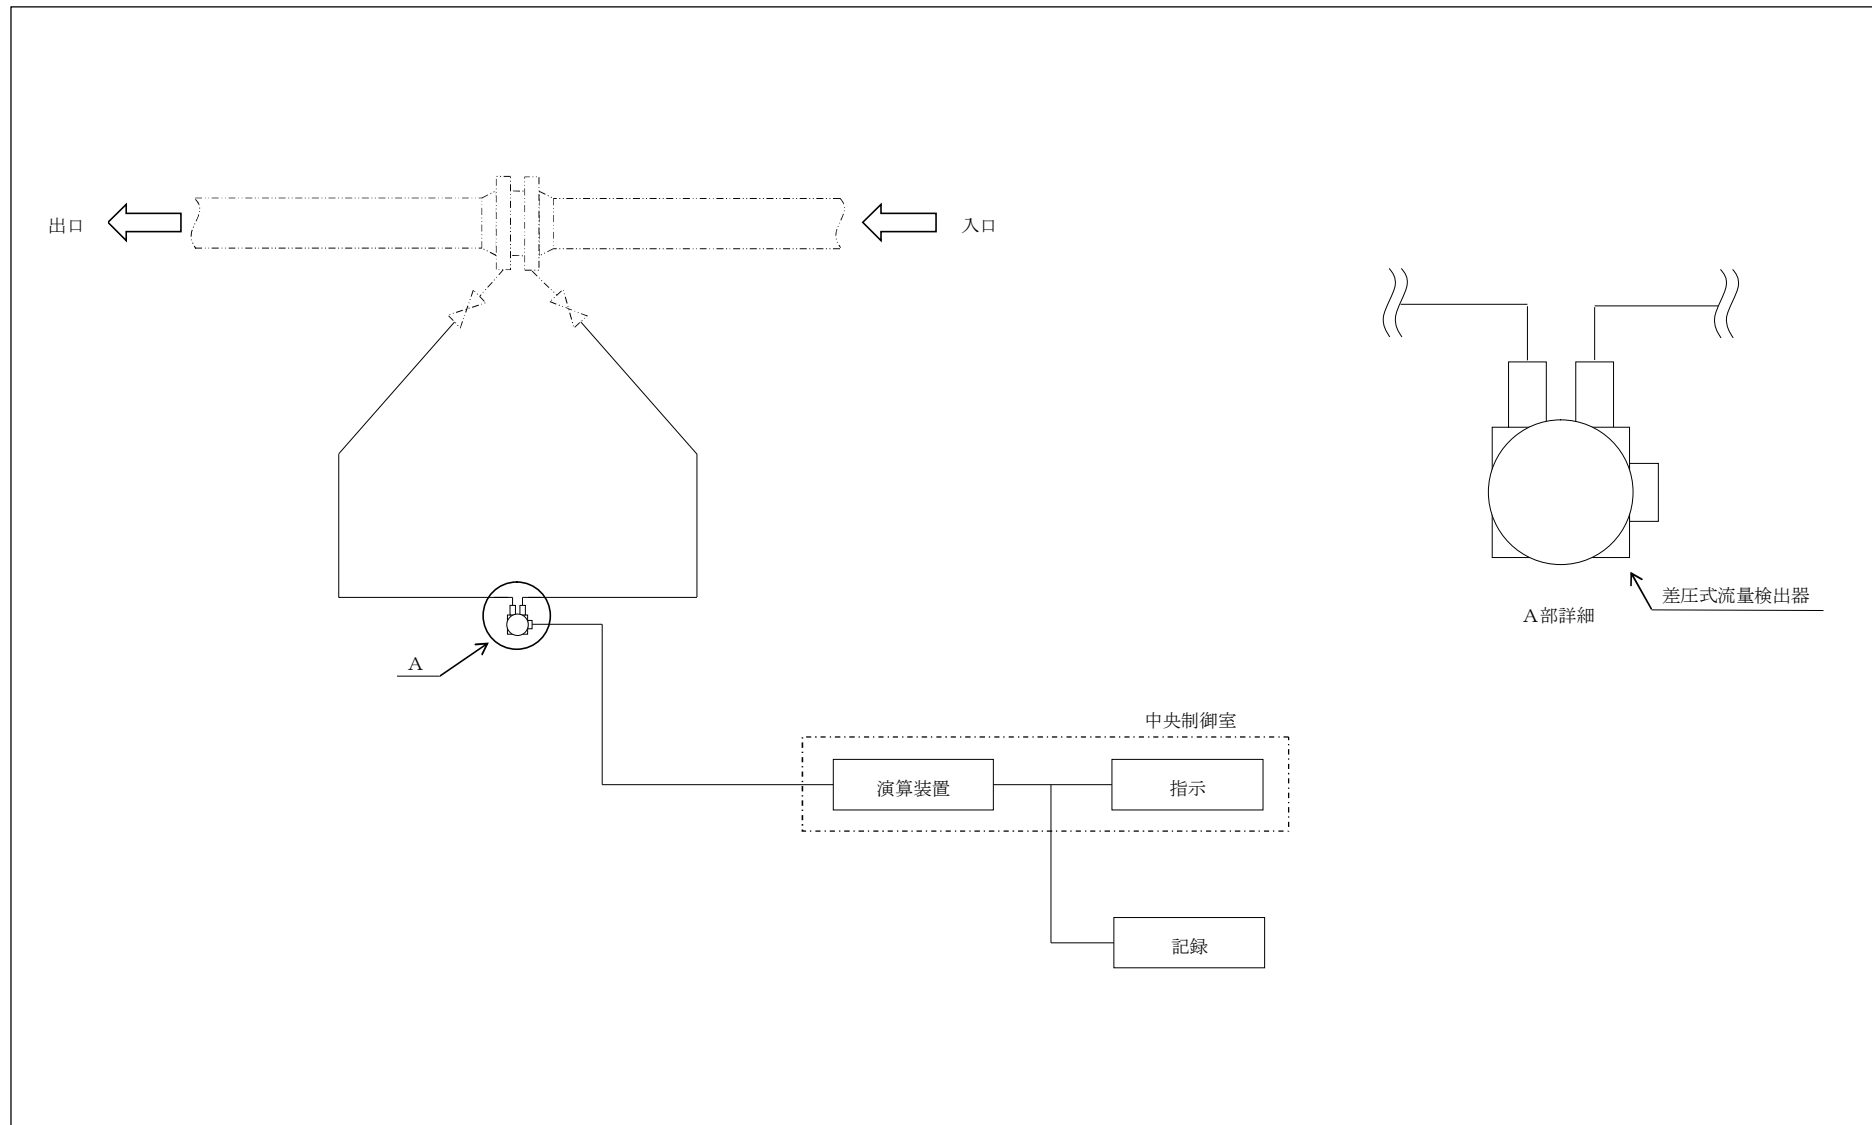 出口
入口
差圧式流量検出器
A部詳細
A
中央制御室
演算装置
指示
記録